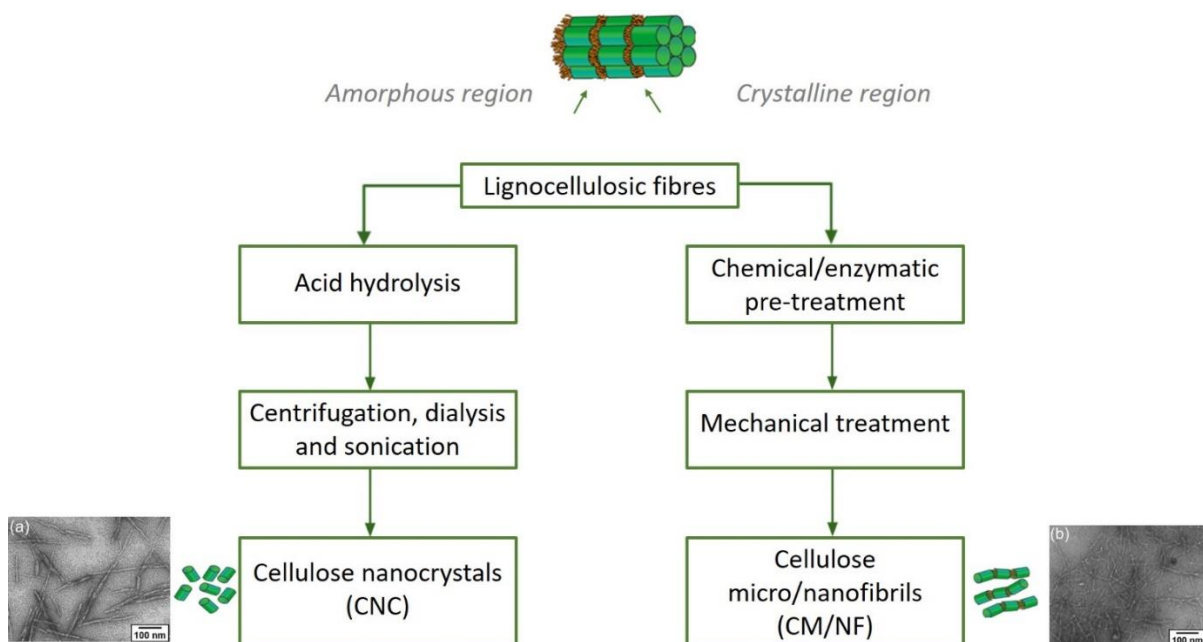 Amorphous region
Crystalline region
Lignocellulosic fibres
Acid hydrolysis
Chemical/enzymatic
pre-treatment
Centrifugation, dialysis
and sonication
Mechanical treatment
(a)
100 nm
Cellulose nanocrystals
(CNC)
Cellulose
micro/nanofibrils
(CM/NF)
(b)
100 nm